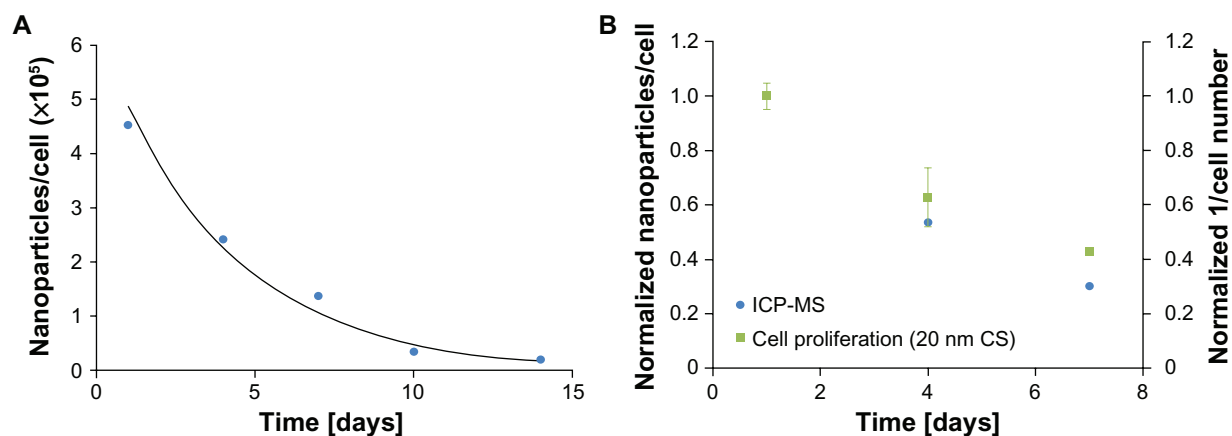 A
Nanoparticles/cell (×10⁵)
6
5
4
3
2
1
0
0 5 10 15
Time [days]
B
Normalized nanoparticles/cell
1.2
1.0
0.8
0.6
0.4
0.2
0
ICP-MS
Cell proliferation (20 nm CS)
0 2 4 6 8
Time [days]
1.2
1.0
0.8
0.6
0.4
0.2
0
Normalized 1/cell number